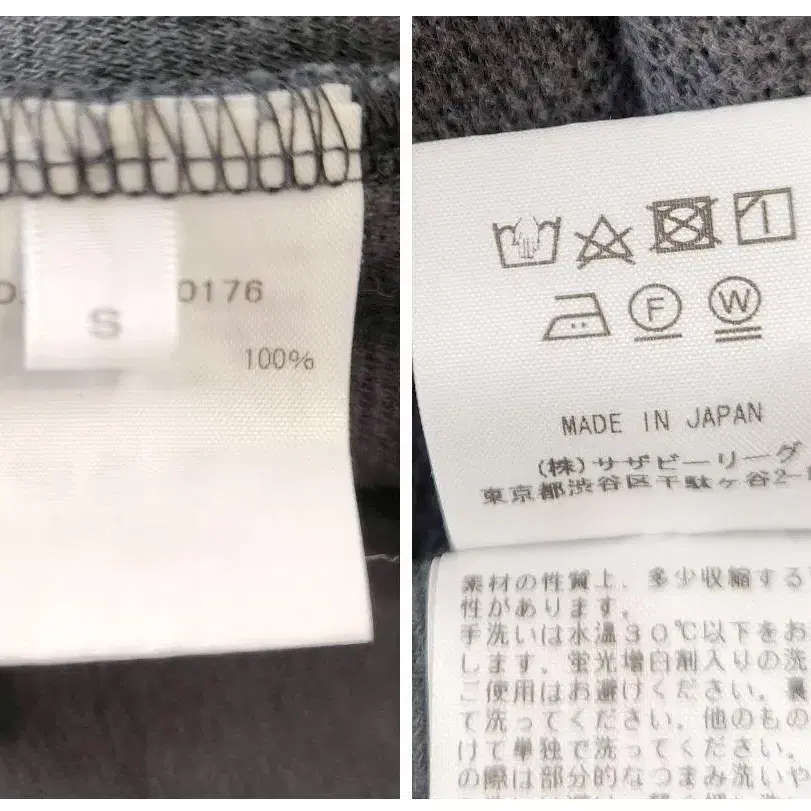 0176
S
100%
F
W
MADE IN JAPAN
(株)サザビーリーグ
東京都渋谷区千駄ヶ谷2-
素材の性質上、多少収縮する
性があります。
手洗いは水温30℃以下をお
します。蛍光増白剤入りの洗
ご使用はお避けください。裏
て洗ってください。他のもの
けて単独で洗ってください。
の際は部分的なつまみ洗いや